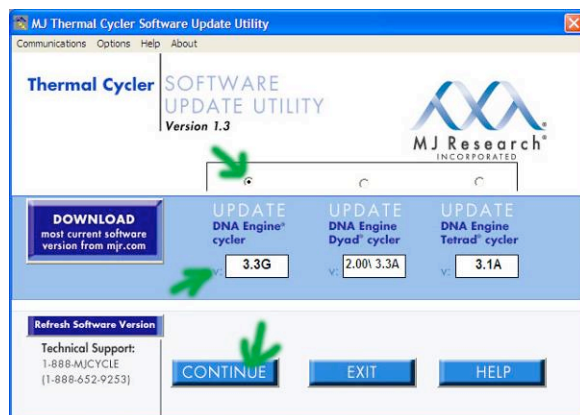 MJ Thermal Cycler Software Update Utility
Communications Options Help About
Thermal Cycler
SOFTWARE
UPDATE UTILITY
Version 1.3
MJ Research®
INCORPORATED
DOWNLOAD
most current software
version from mjr.com
UPDATE
DNA Engine®
cycler
v: 3.3G
UPDATE
DNA Engine
Dyad® cycler
v: 2.00\ 3.3A
UPDATE
DNA Engine
Tetrad® cycler
v: 3.1A
Refresh Software Version
Technical Support:
1-888-MJCYCLE
(1-888-652-9253)
CONTINUE
EXIT
HELP